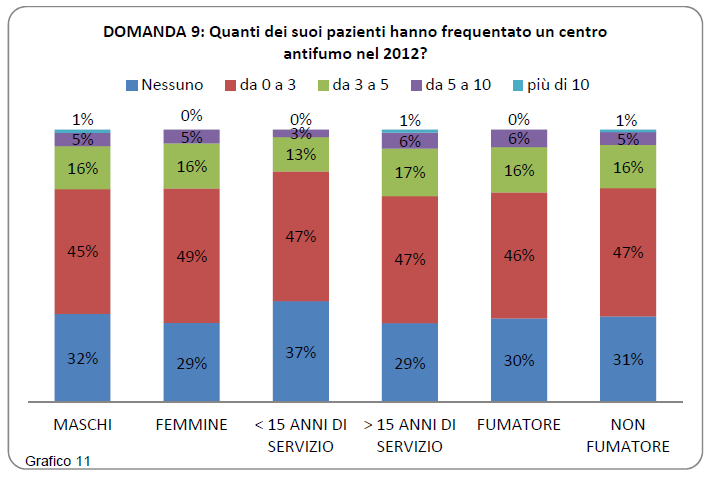 DOMANDA 9: Quanti dei suoi pazienti hanno frequentato un centro
antifumo nel 2012?
Nessuno da 0 a 3 da 3 a 5 da 5 a 10 più di 10
1% 0% 0% 1% 0% 1%
5% 5% 3% 6% 6% 5%
16% 16% 13% 17% 16% 16%
45% 49% 47% 47% 46% 47%
32% 29% 37% 29% 30% 31%
MASCHI FEMMINE < 15 ANNI DI > 15 ANNI DI FUMATORE NON
SERVIZIO SERVIZIO FUMATORE
Grafico 11